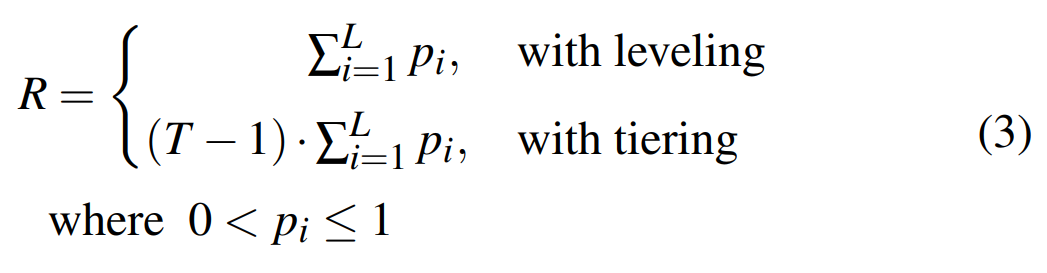 R = { ∑_{i=1}^{L} p_i, with leveling
(T − 1) · ∑_{i=1}^{L} p_i, with tiering (3)
where 0 < p_i ≤ 1